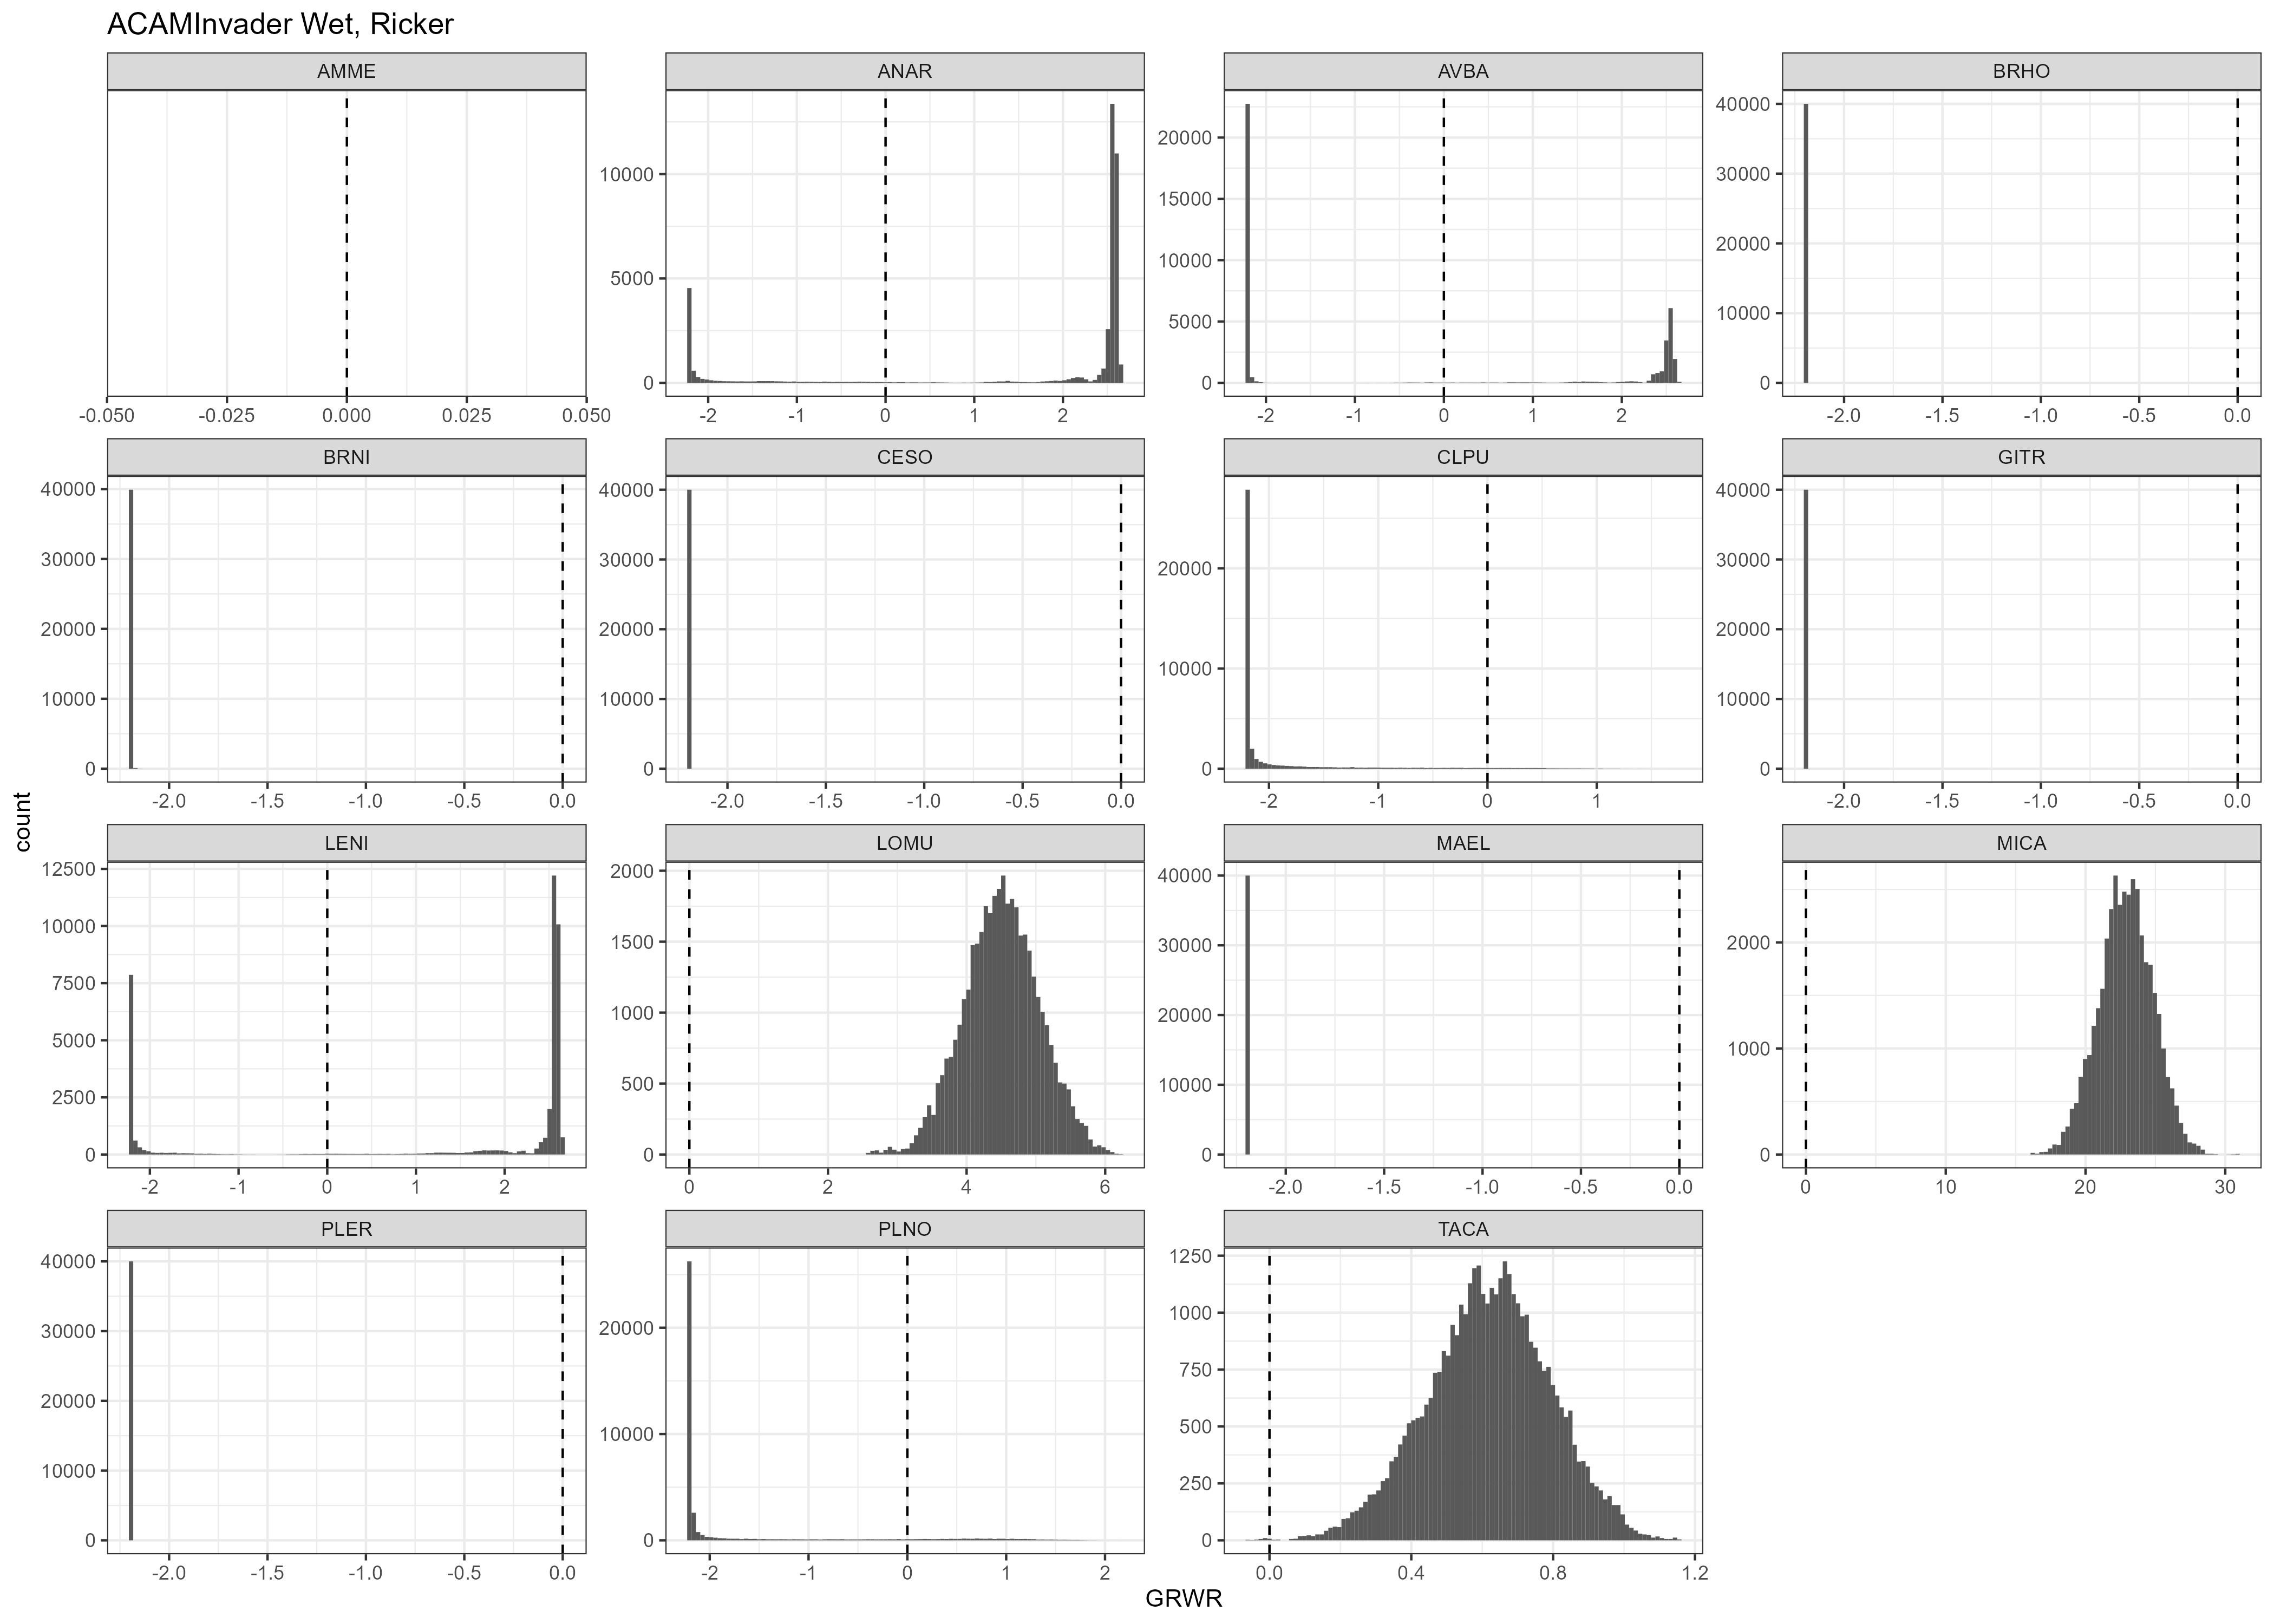 ACAMInvader Wet, Ricker
AMME
ANAR
AVBA
BRHO
-0.050 -0.025 0.000 0.025 0.050
0 5000 10000
-2 -1 0 1 2
0 5000 10000 15000 20000
-2 -1 0 1 2
0 10000 20000 30000 40000
-2.0 -1.5 -1.0 -0.5 0.0
BRNI
CESO
CLPU
GITR
0 10000 20000 30000 40000
-2.0 -1.5 -1.0 -0.5 0.0
0 10000 20000 30000 40000
-2.0 -1.5 -1.0 -0.5 0.0
0 10000 20000
-2 -1 0 1
0 10000 20000 30000 40000
-2.0 -1.5 -1.0 -0.5 0.0
count
LENI
LOMU
MAEL
MICA
0 2500 5000 7500 10000 12500
-2 -1 0 1 2
0 500 1000 1500 2000
0 2 4 6
0 10000 20000 30000 40000
-2.0 -1.5 -1.0 -0.5 0.0
0 1000 2000
0 10 20 30
PLER
PLNO
TACA
0 10000 20000 30000 40000
-2.0 -1.5 -1.0 -0.5 0.0
0 10000 20000
-2 -1 0 1 2
0 250 500 750 1000 1250
0.0 0.4 0.8 1.2
GRWR